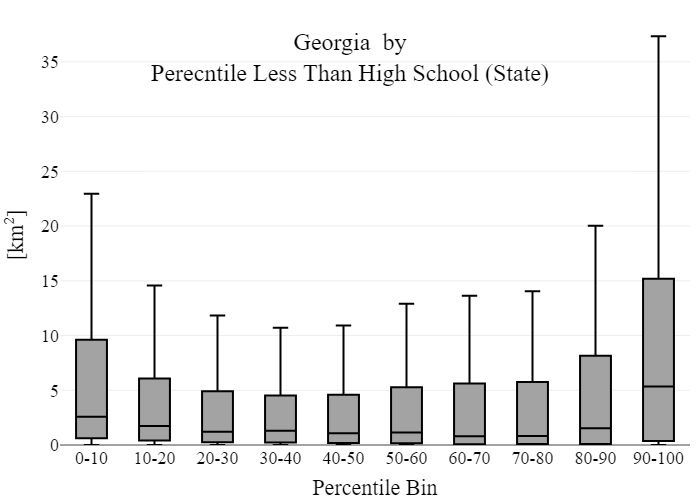 Georgia by
Perecntile Less Than High School (State)
[km²]
35
30
25
20
15
10
5
0
0-10 10-20 20-30 30-40 40-50 50-60 60-70 70-80 80-90 90-100
Percentile Bin